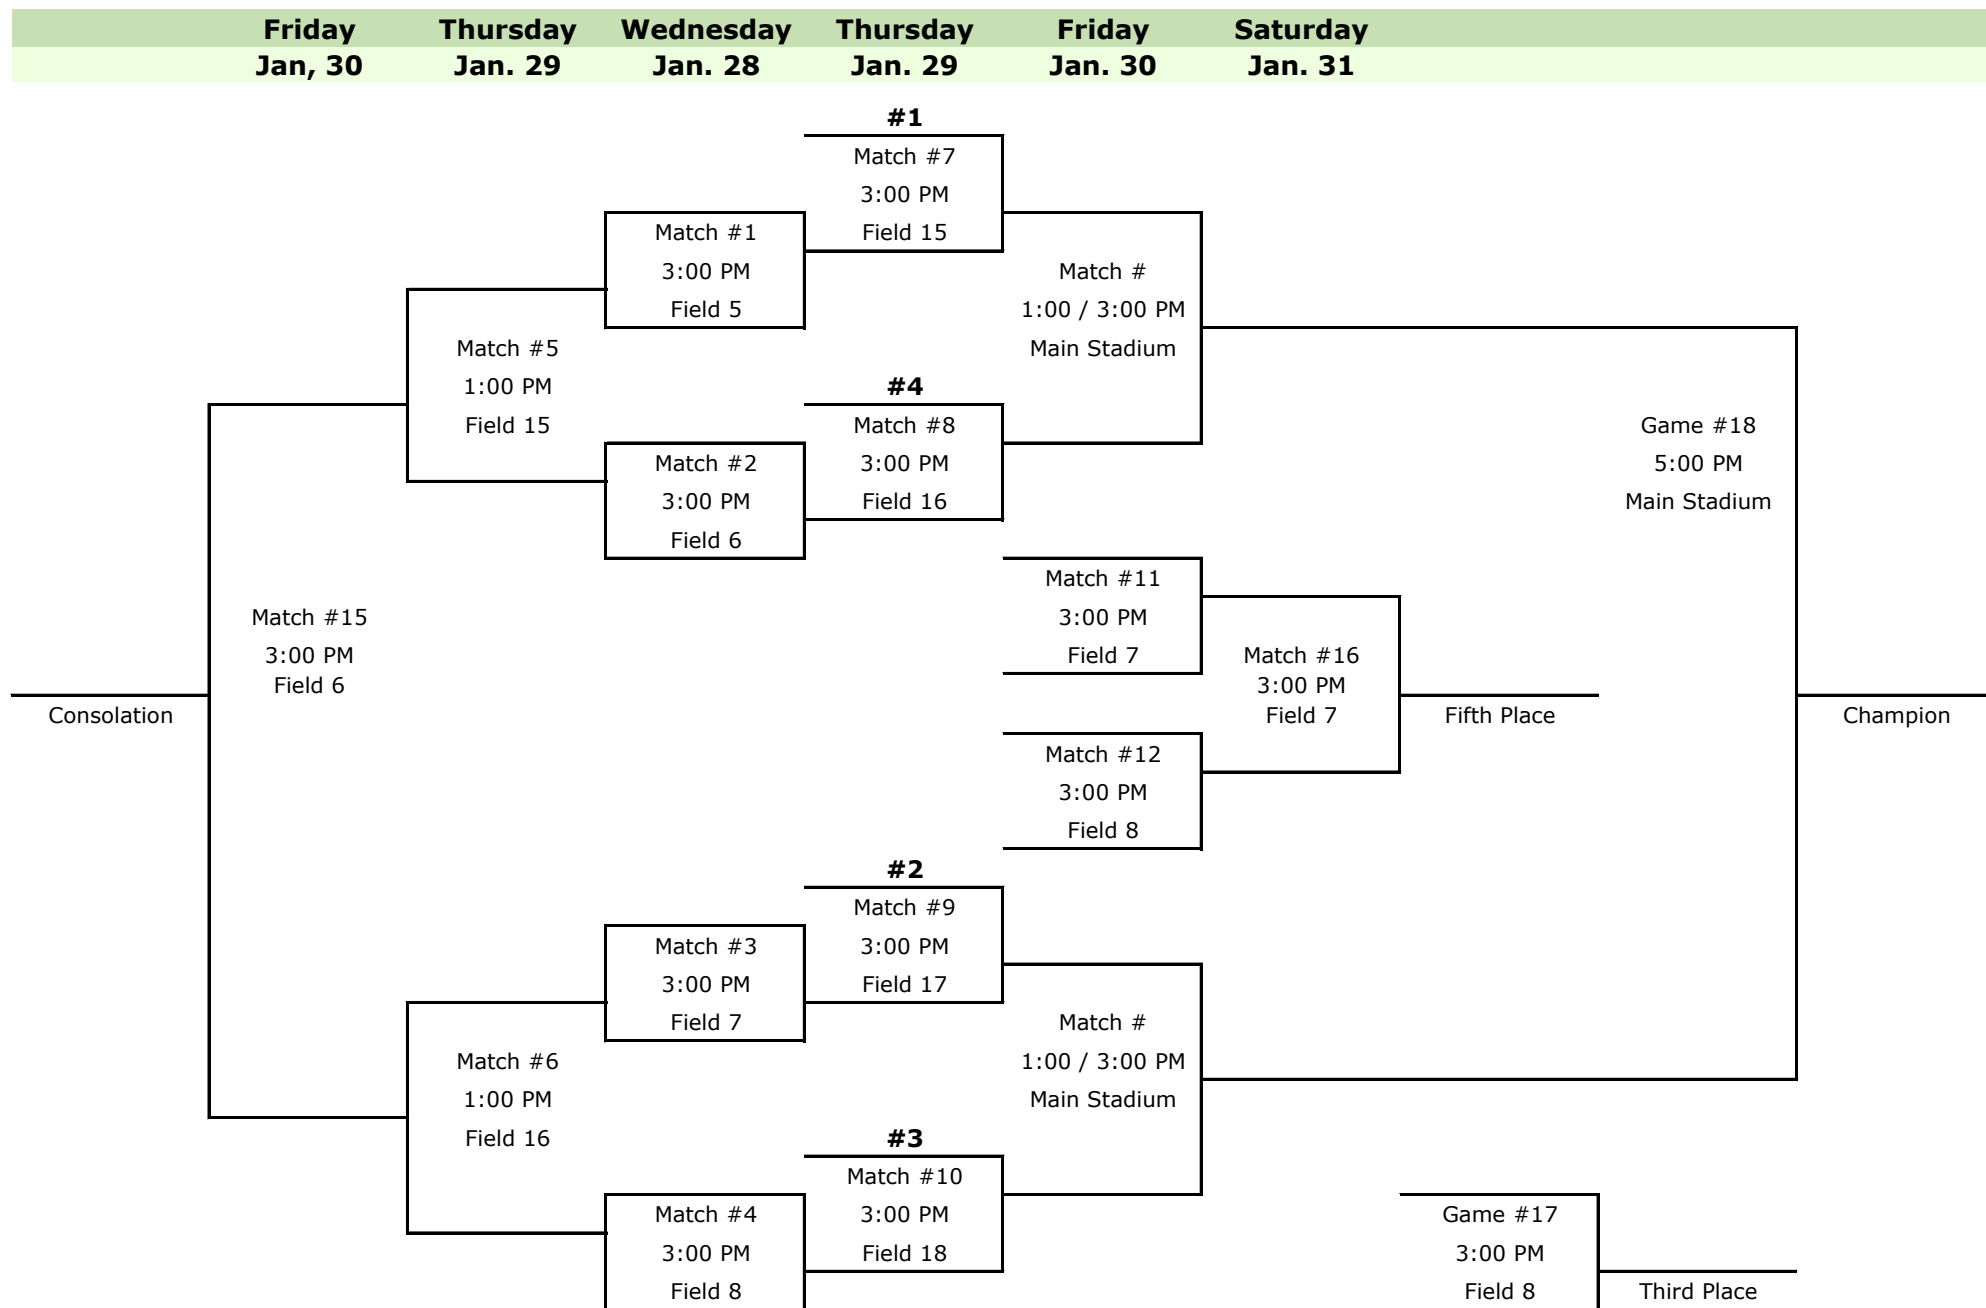 Friday Thursday Wednesday Thursday Friday Saturday
Jan, 30 Jan. 29 Jan. 28 Jan. 29 Jan. 30 Jan. 31
#1
Match #7
3:00 PM
Field 15
Match #1
3:00 PM
Field 5
Match #
1:00 / 3:00 PM
Main Stadium
Match #5
1:00 PM
Field 15
#4
Match #8
3:00 PM
Field 16
Match #2
3:00 PM
Field 6
Game #18
5:00 PM
Main Stadium
Match #11
3:00 PM
Field 7
Match #15
3:00 PM
Field 6
Match #16
3:00 PM
Field 7
Consolation
Fifth Place
Champion
Match #12
3:00 PM
Field 8
#2
Match #9
3:00 PM
Field 17
Match #3
3:00 PM
Field 7
Match #
1:00 / 3:00 PM
Main Stadium
Match #6
1:00 PM
Field 16
#3
Match #10
3:00 PM
Field 18
Match #4
3:00 PM
Field 8
Game #17
3:00 PM
Field 8
Third Place